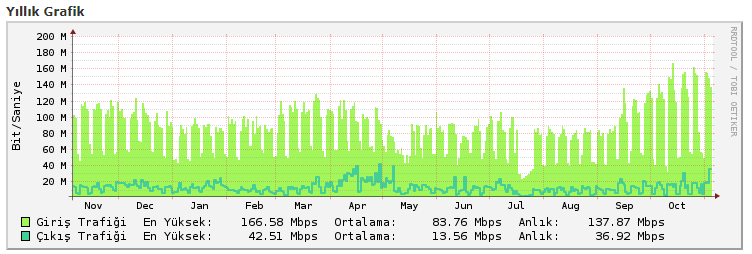 Yıllık Grafik
200 M
180 M
160 M
140 M
120 M
100 M
80 M
60 M
40 M
20 M
Bit/Saniye
RRDTOOL / TOBI OETIKER
Nov Dec Jan Feb Mar Apr May Jun Jul Aug Sep Oct
Giriş Trafiği En Yüksek: 166.58 Mbps Ortalama: 83.76 Mbps Anlık: 137.87 Mbps
Çıkış Trafiği En Yüksek: 42.51 Mbps Ortalama: 13.56 Mbps Anlık: 36.92 Mbps